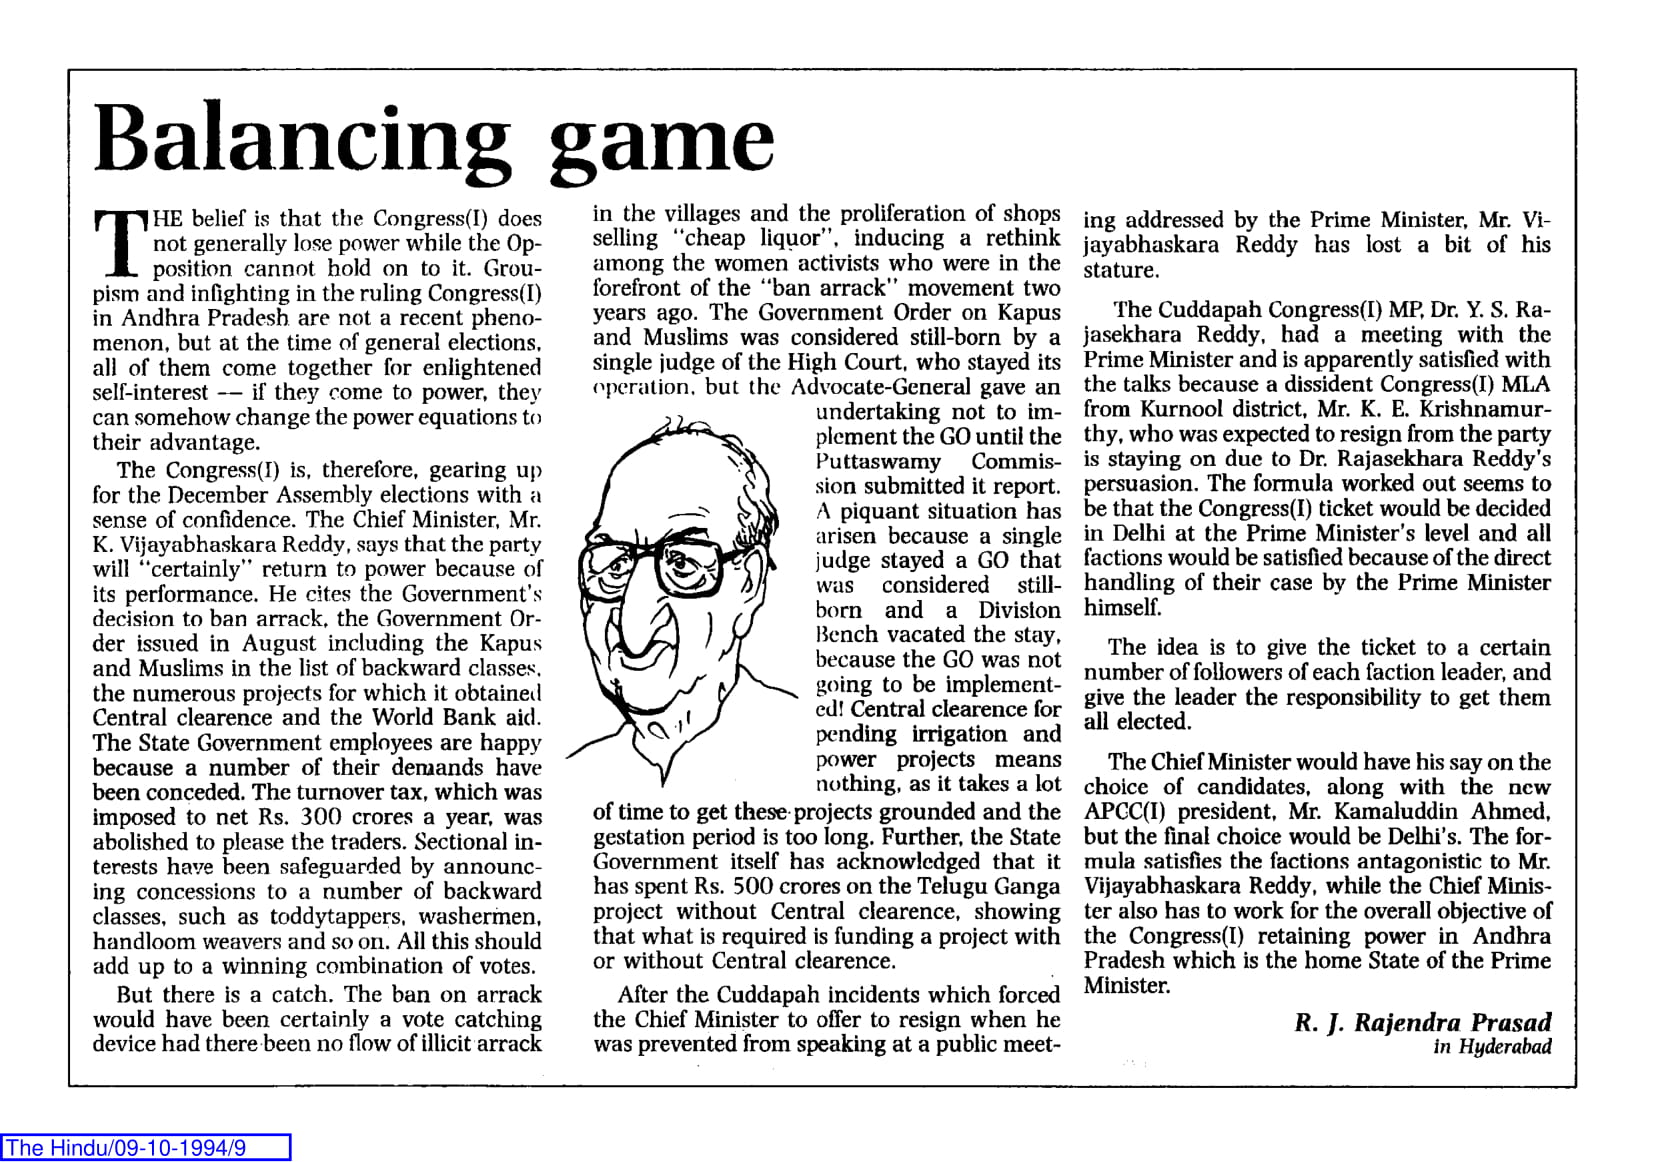 Balancing game
THE belief is that the Congress(I) does
not generally lose power while the Op-
position cannot hold on to it. Grou-
pism and infighting in the ruling Congress(I)
in Andhra Pradesh are not a recent pheno-
menon, but at the time of general elections,
all of them come together for enlightened
self-interest -- if they come to power, they
can somehow change the power equations to
their advantage.
The Congress(I) is, therefore, gearing up
for the December Assembly elections with a
sense of confidence. The Chief Minister, Mr.
K. Vijayabhaskara Reddy, says that the party
will "certainly" return to power because of
its performance. He cites the Government's
decision to ban arrack, the Government Or-
der issued in August including the Kapus
and Muslims in the list of backward classes,
the numerous projects for which it obtained
Central clearence and the World Bank aid.
The State Government employees are happy
because a number of their demands have
been conceded. The turnover tax, which was
imposed to net Rs. 300 crores a year, was
abolished to please the traders. Sectional in-
terests have been safeguarded by announc-
ing concessions to a number of backward
classes, such as toddytappers, washermen,
handloom weavers and so on. All this should
add up to a winning combination of votes.
But there is a catch. The ban on arrack
would have been certainly a vote catching
device had there been no flow of illicit arrack
in the villages and the proliferation of shops
selling "cheap liquor", inducing a rethink
among the women activists who were in the
forefront of the "ban arrack" movement two
years ago. The Government Order on Kapus
and Muslims was considered still-born by a
single judge of the High Court, who stayed its
operation, but the Advocate-General gave an
undertaking not to im-
plement the GO until the
Puttaswamy Commis-
sion submitted it report.
A piquant situation has
arisen because a single
judge stayed a GO that
was considered still-
born and a Division
Bench vacated the stay,
because the GO was not
going to be implement-
ed! Central clearence for
pending irrigation and
power projects means
nothing, as it takes a lot
of time to get these projects grounded and the
gestation period is too long. Further, the State
Government itself has acknowledged that it
has spent Rs. 500 crores on the Telugu Ganga
project without Central clearence, showing
that what is required is funding a project with
or without Central clearence.
After the Cuddapah incidents which forced
the Chief Minister to offer to resign when he
was prevented from speaking at a public meet-
ing addressed by the Prime Minister, Mr. Vi-
jayabhaskara Reddy has lost a bit of his
stature.
The Cuddapah Congress(I) MP, Dr. Y. S. Ra-
jasekhara Reddy, had a meeting with the
Prime Minister and is apparently satisfied with
the talks because a dissident Congress(I) MLA
from Kurnool district, Mr. K. E. Krishnamur-
thy, who was expected to resign from the party
is staying on due to Dr. Rajasekhara Reddy's
persuasion. The formula worked out seems to
be that the Congress(I) ticket would be decided
in Delhi at the Prime Minister's level and all
factions would be satisfied because of the direct
handling of their case by the Prime Minister
himself.
The idea is to give the ticket to a certain
number of followers of each faction leader, and
give the leader the responsibility to get them
all elected.
The Chief Minister would have his say on the
choice of candidates, along with the new
APCC(I) president, Mr. Kamaluddin Ahmed,
but the final choice would be Delhi's. The for-
mula satisfies the factions antagonistic to Mr.
Vijayabhaskara Reddy, while the Chief Minis-
ter also has to work for the overall objective of
the Congress(I) retaining power in Andhra
Pradesh which is the home State of the Prime
Minister.
R. J. Rajendra Prasad
in Hyderabad
The Hindu/09-10-1994/9